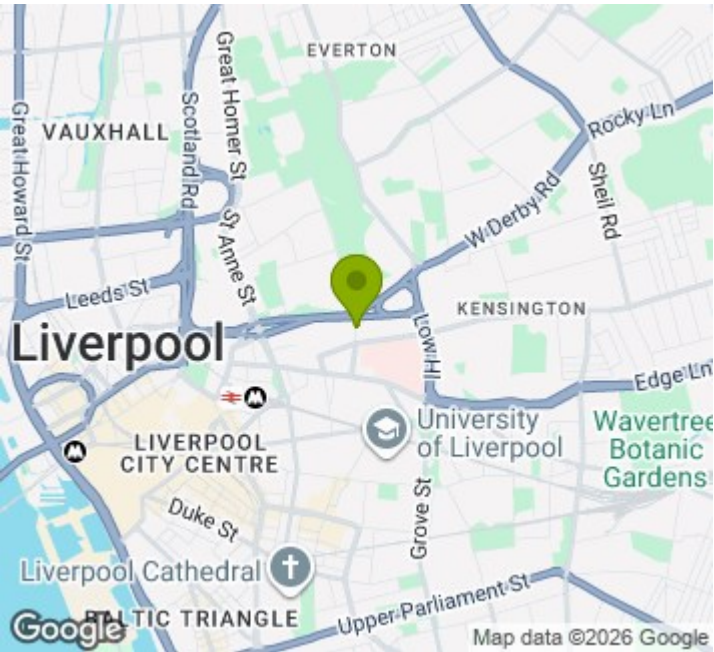 EVERTON
Great Homer St
Rocky Ln
VAUXHALL
Scotland Rd
Great Howard St
Sheil Rd
W Derby Rd
St Anne St
Leeds St
KENSINGTON
Liverpool
Low Hl
Edge Ln
University
of Liverpool
Wavertree
Botanic
Gardens
LIVERPOOL
CITY CENTRE
Duke St
Grove St
Liverpool Cathedral
Upper Parliament St
BALTIC TRIANGLE
Google
Map data ©2026 Google